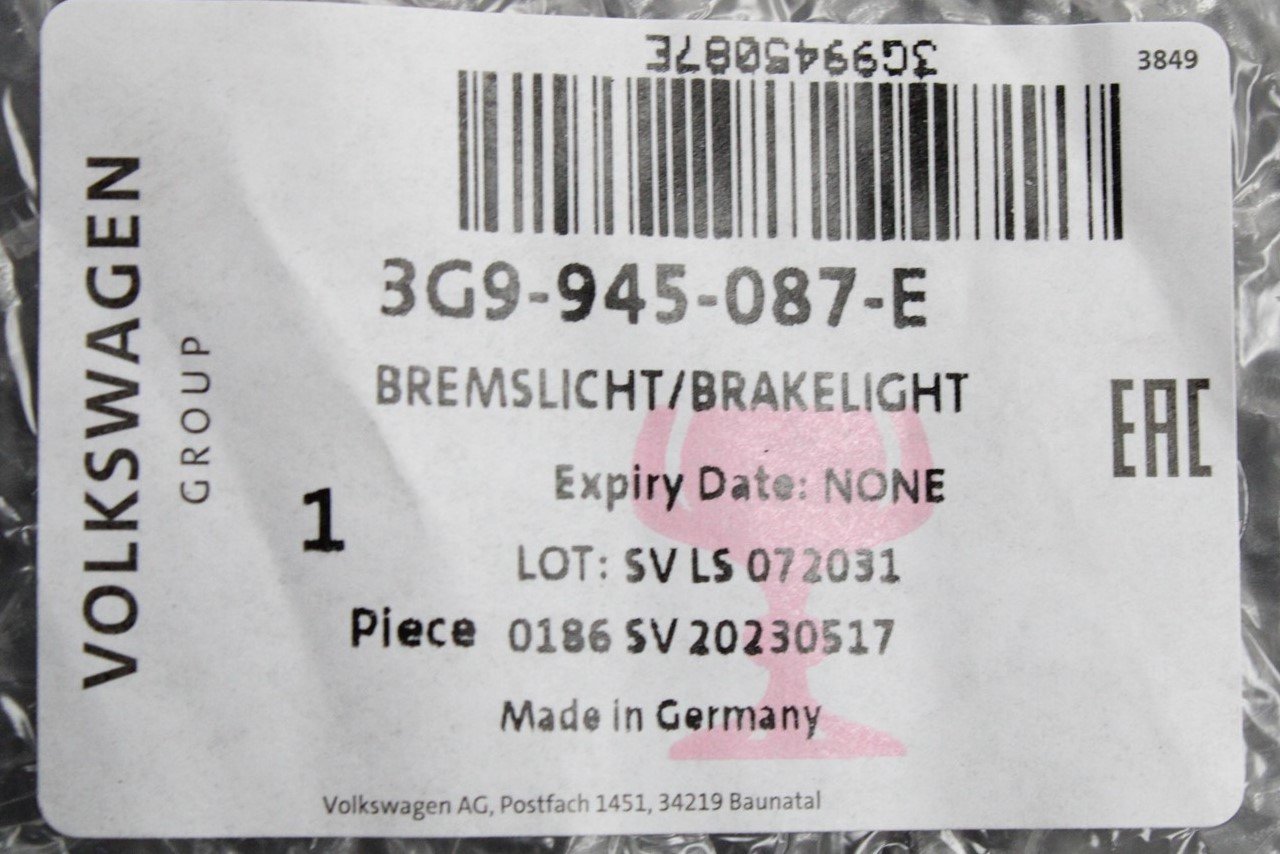 VOLKSWAGEN
GROUP
3G9945087E
3849
3G9-945-087-E
BREMSLICHT/BRAKELIGHT
EAC
Expiry Date: NONE
1
LOT: SV LS 072031
Piece 0186 SV 20230517
Made in Germany
Volkswagen AG, Postfach 1451, 34219 Baunatal